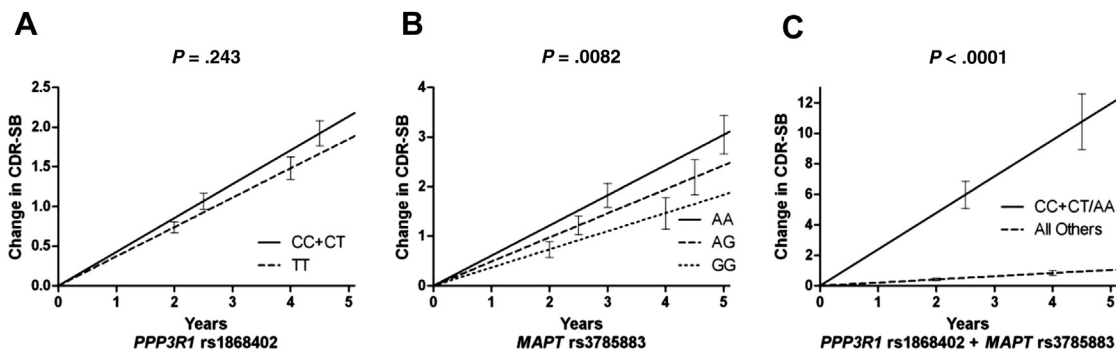 A
P = .243
Change in CDR-SB
2.5
2.0
1.5
1.0
0.5
0.0
CC+CT
TT
0 1 2 3 4 5
Years
PPP3R1 rs1868402
B
P = .0082
Change in CDR-SB
4
3
2
1
0
AA
AG
GG
0 1 2 3 4 5
Years
MAPT rs3785883
C
P < .0001
Change in CDR-SB
12
10
8
6
4
2
0
CC+CT/AA
All Others
0 1 2 3 4 5
Years
PPP3R1 rs1868402 + MAPT rs3785883